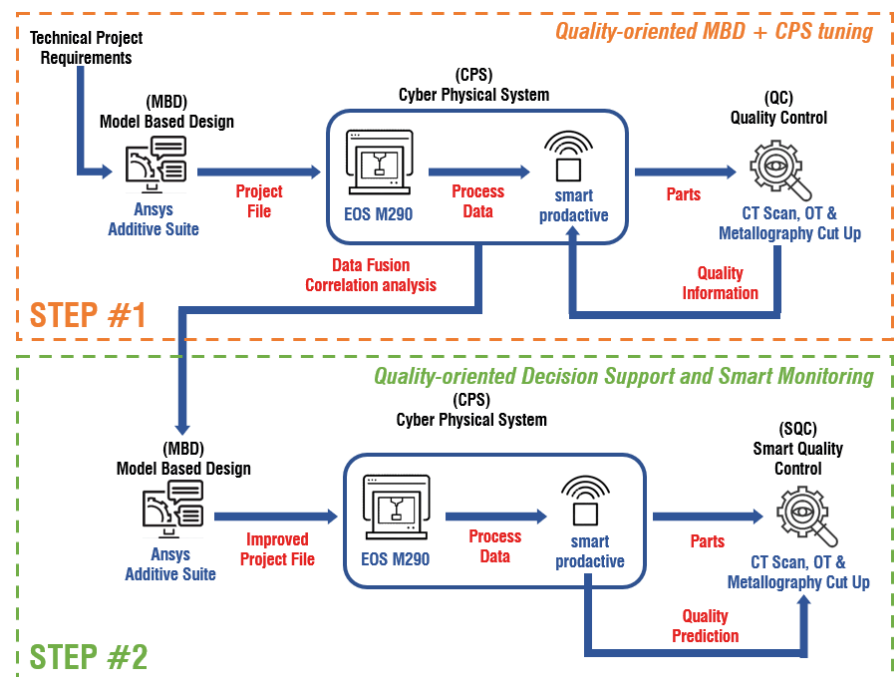 Quality-oriented MBD + CPS tuning
Technical Project
Requirements
(MBD)
Model Based Design
Ansys
Additive Suite
Project
File
(CPS)
Cyber Physical System
EOS M290
Process
Data
smart
prodactive
Parts
(QC)
Quality Control
CT Scan, OT &
Metallography Cut Up
Quality
Information
Data Fusion
Correlation analysis
STEP #1
Quality-oriented Decision Support and Smart Monitoring
(MBD)
Model Based Design
Ansys
Additive Suite
Improved
Project File
(CPS)
Cyber Physical System
EOS M290
Process
Data
smart
prodactive
Parts
(SQC)
Smart Quality
Control
CT Scan, OT &
Metallography Cut Up
Quality
Prediction
STEP #2